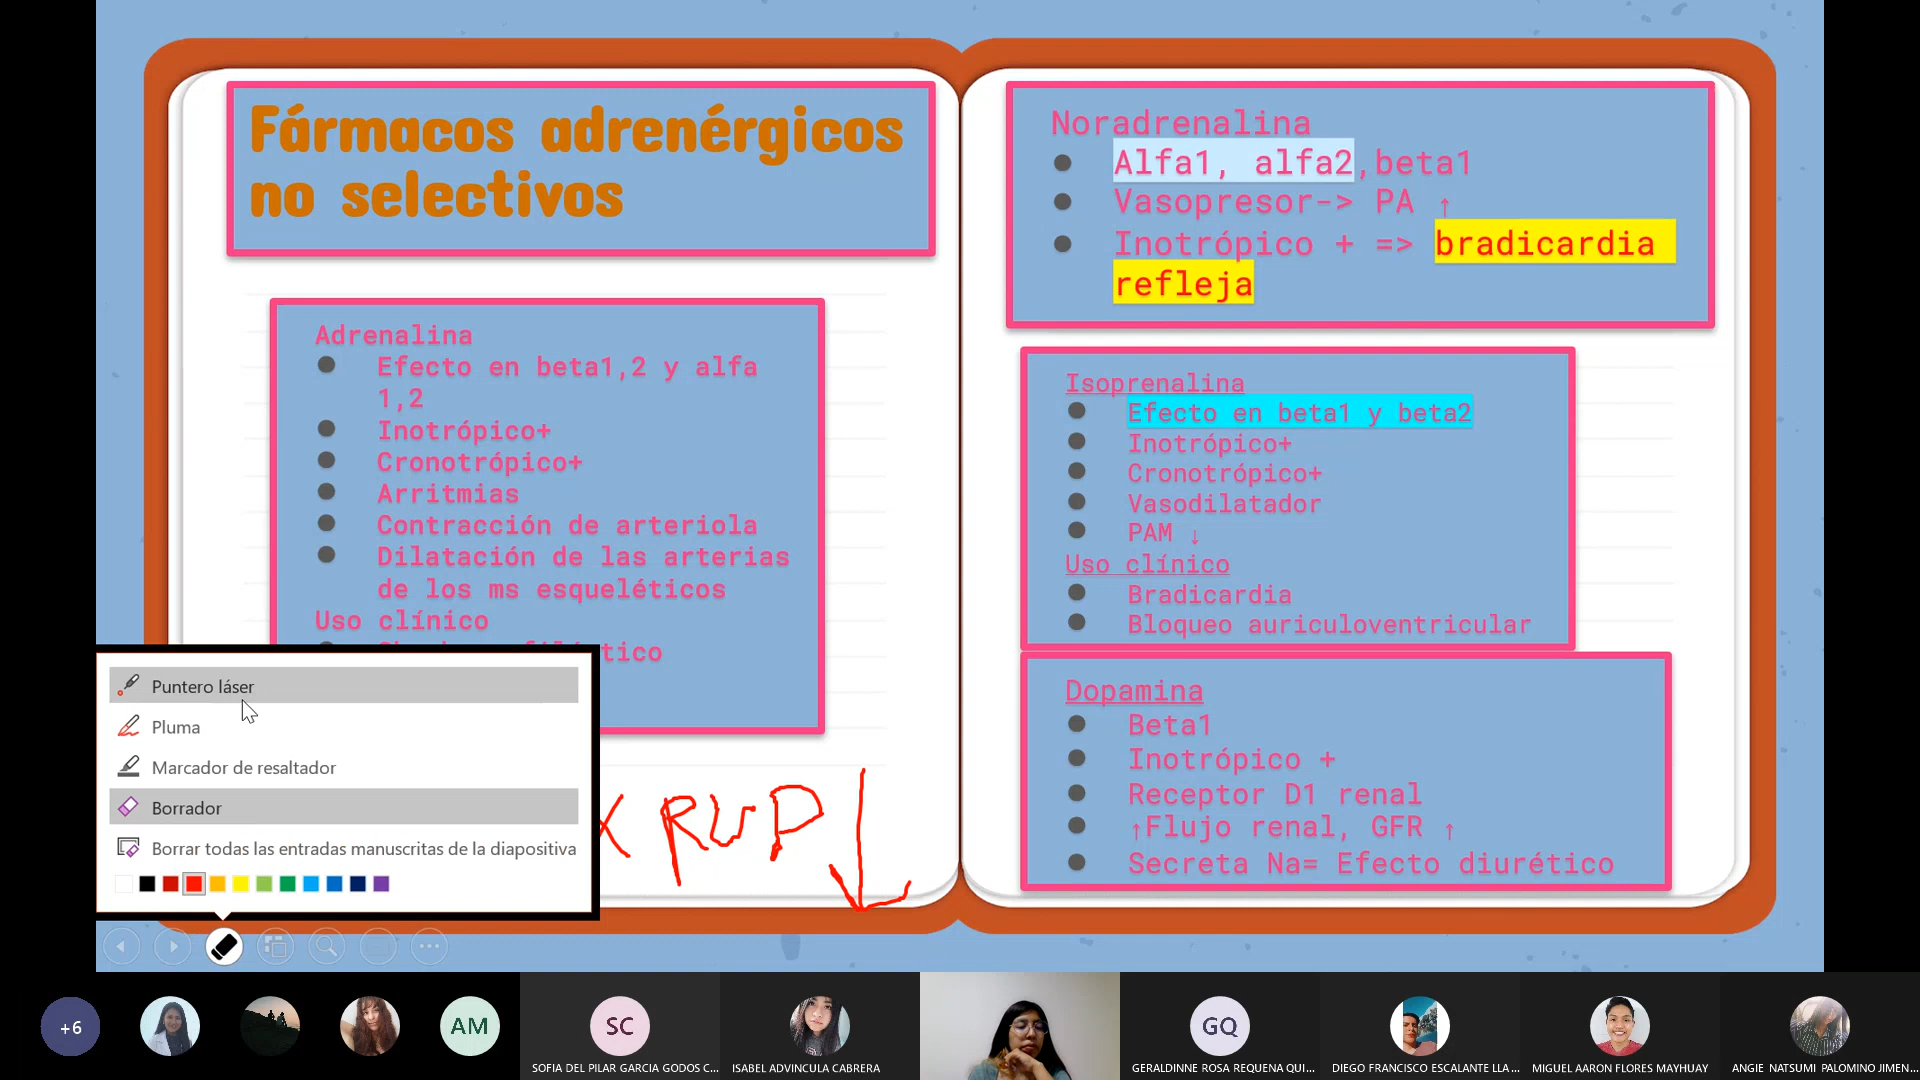 Fármacos adrenérgicos
no selectivos
Adrenalina
Efecto en beta1,2 y alfa
1,2
Inotrópico+
Cronotrópico+
Arritmias
Contracción de arteriola
Dilatación de las arterias
de los ms esqueléticos
Uso clínico
tico
Noradrenalina
Alfa1, alfa2,beta1
Vasopresor-> PA ↑
Inotrópico + => bradicardia
refleja
Isoprenalina
Efecto en beta1 y beta2
Inotrópico+
Cronotrópico+
Vasodilatador
PAM ↓
Uso clínico
Bradicardia
Bloqueo auriculoventricular
Dopamina
Beta1
Inotrópico +
Receptor D1 renal
↑Flujo renal, GFR ↑
Secreta Na= Efecto diurético
Puntero láser
Pluma
Marcador de resaltador
Borrador
Borrar todas las entradas manuscritas de la diapositiva
+6
AM
SC
GQ
SOFIA DEL PILAR GARCIA GODOS C...
ISABEL ADVINCULA CABRERA
GERALDINNE ROSA REQUENA QUI...
DIEGO FRANCISCO ESCALANTE LLA...
MIGUEL AARON FLORES MAYHUAY
ANGIE NATSUMI PALOMINO JIMEN...